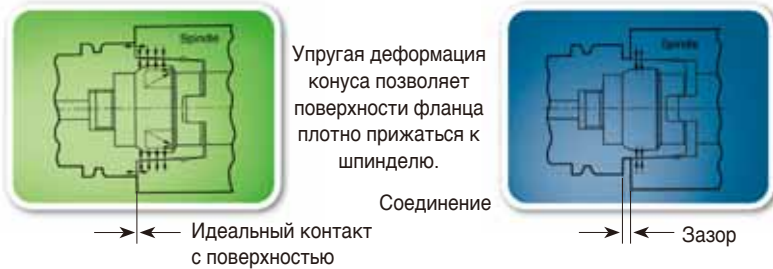 Spindle
Упругая деформация
конуса позволяет
поверхности фланца
плотно прижаться к
шпинделю.
Spindle
Соединение
Идеальный контакт
с поверхностью
Зазор